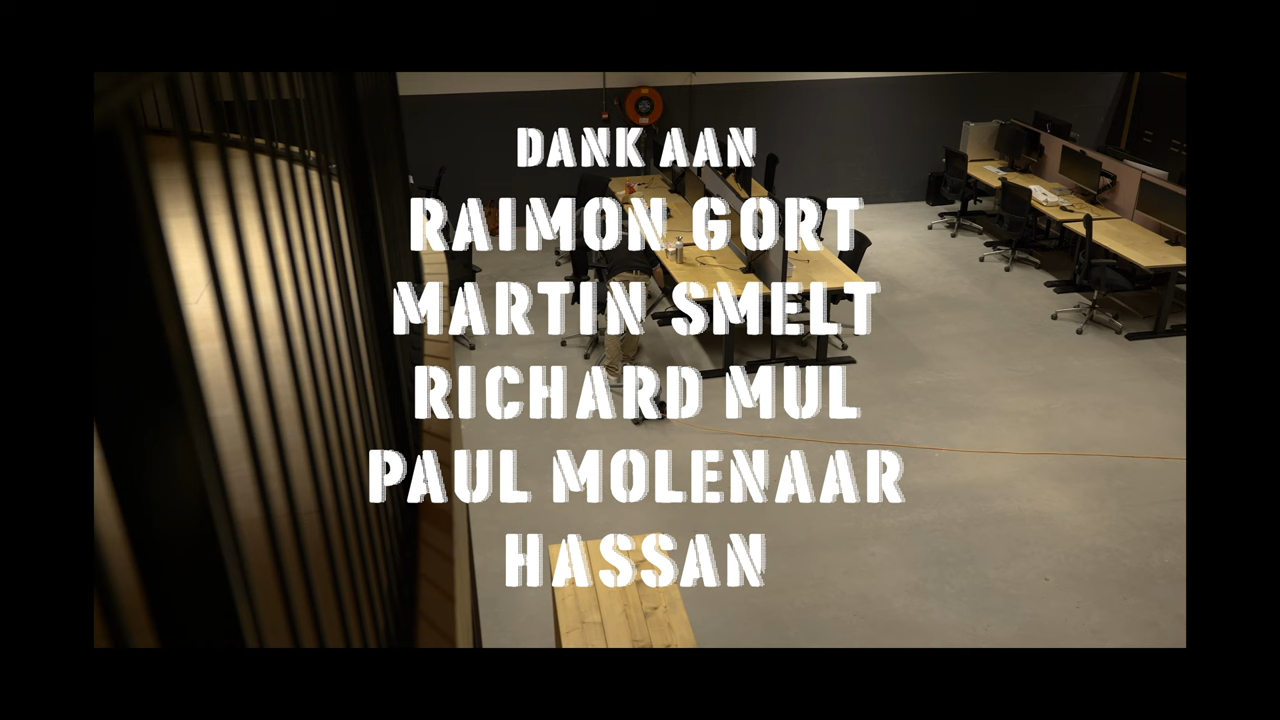 DANK AAN
RAIMON GORT
MARTIN SMELT
RICHARD MUL
PAUL MOLENAAR
HASSAN